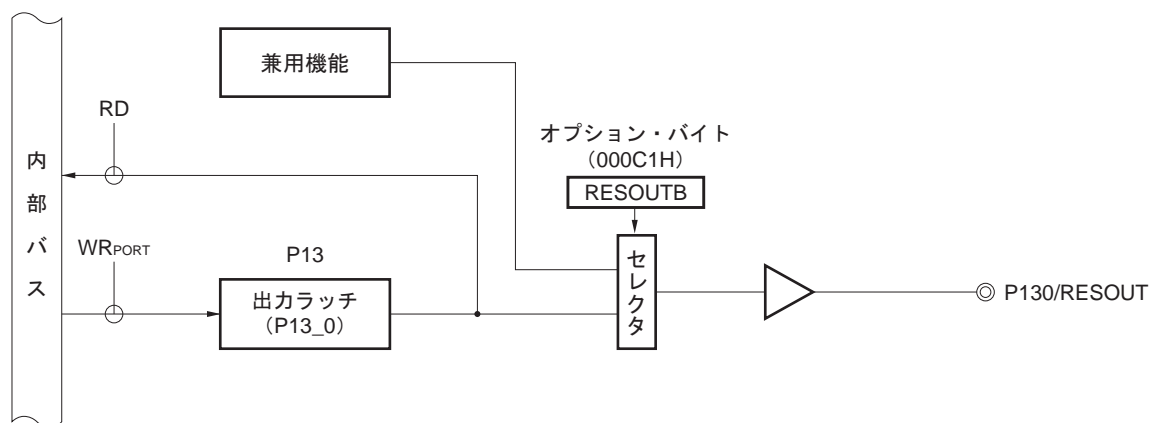 兼用機能
RD
オプション・バイト
（000C1H）
RESOUTB
内部バス
WRPORT
P13
出力ラッチ
（P13_0）
セレクタ
P130/RESOUT